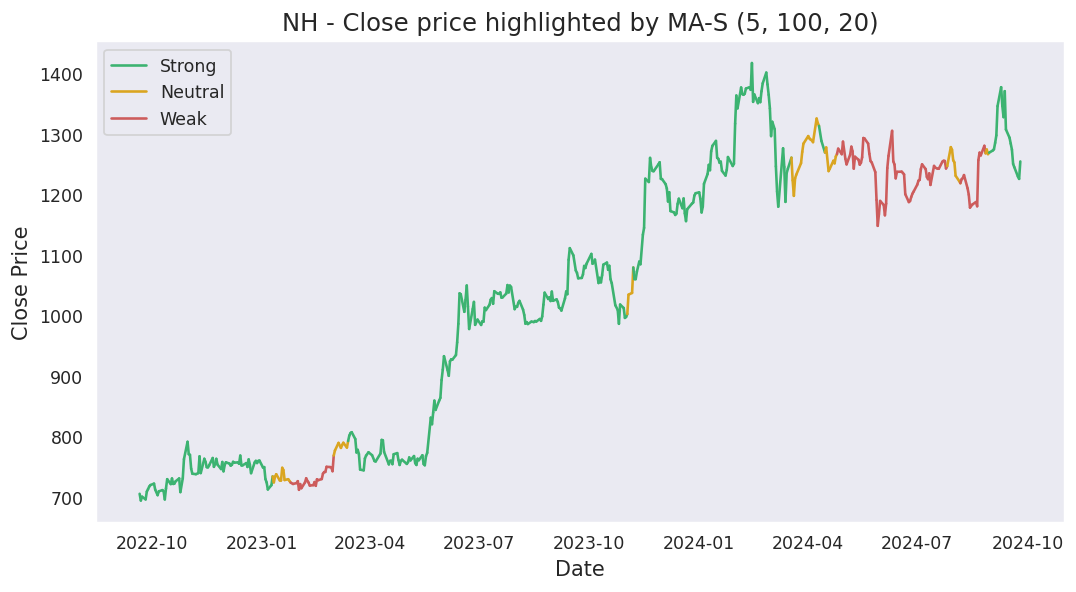 NH - Close price highlighted by MA-S (5, 100, 20)
Strong
Neutral
Weak
Close Price
1400
1300
1200
1100
1000
900
800
700
2022-10 2023-01 2023-04 2023-07 2023-10 2024-01 2024-04 2024-07 2024-10
Date